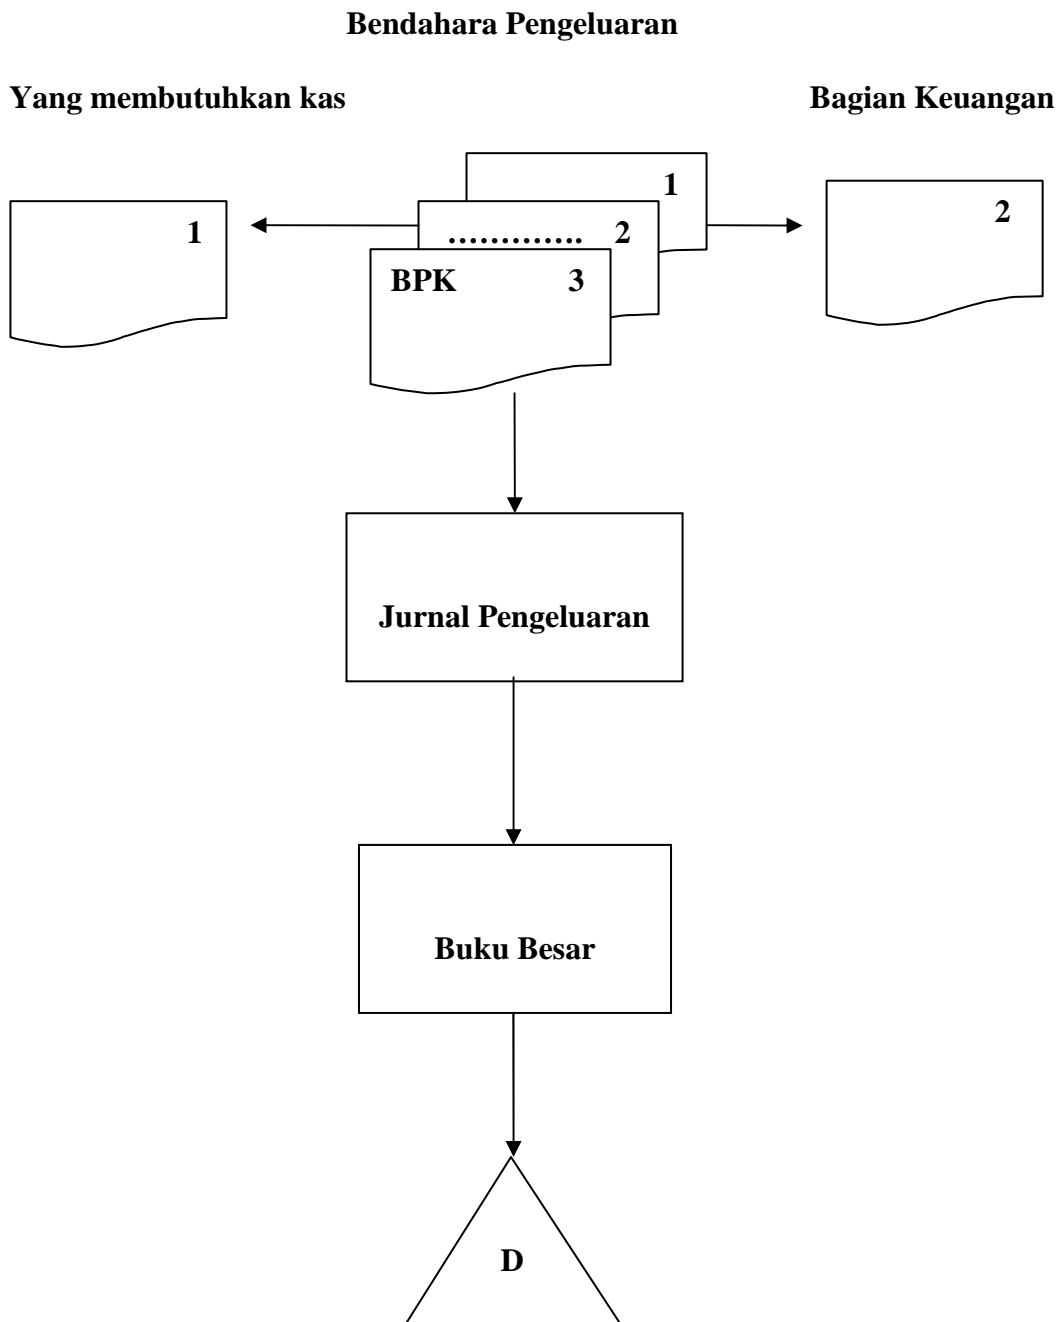 Bendahara Pengeluaran
Yang membutuhkan kas
Bagian Keuangan
1
1
............. 2
BPK 3
2
Jurnal Pengeluaran
Buku Besar
D